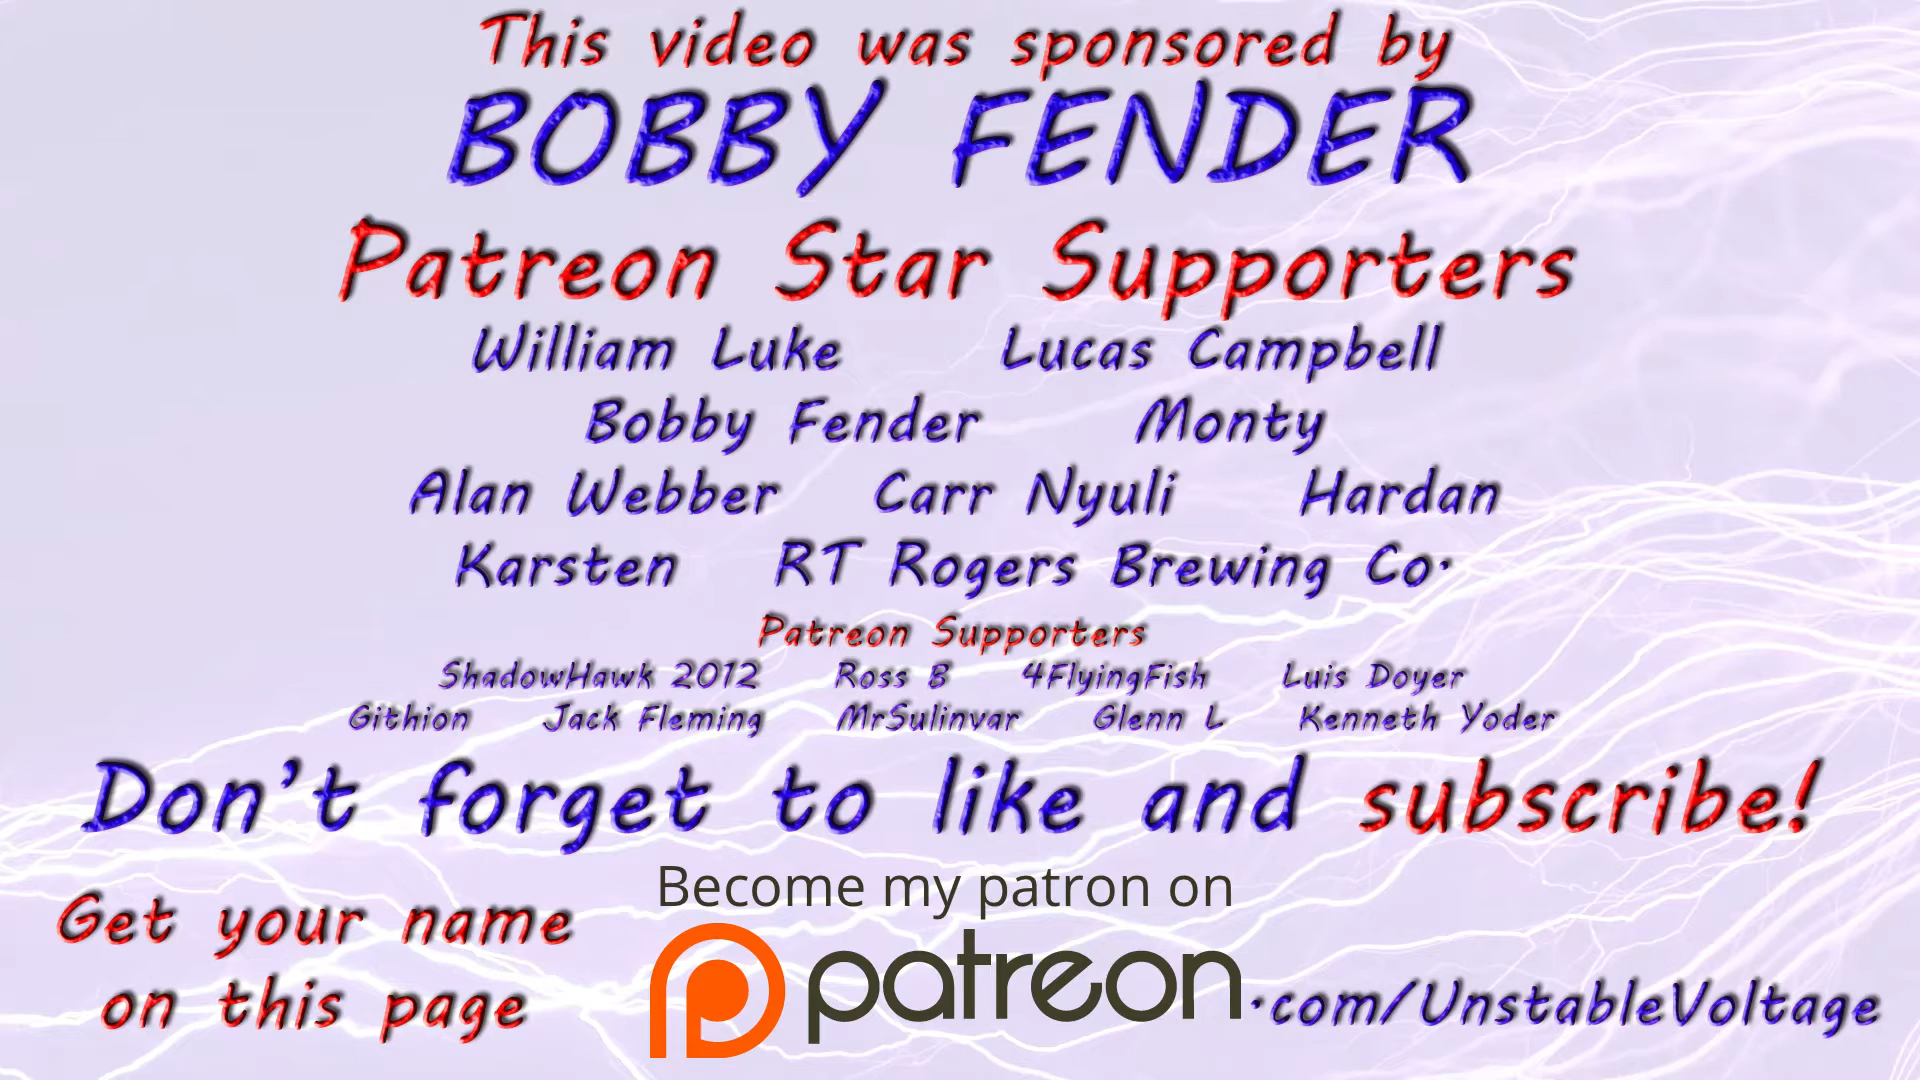 This video was sponsored by
BOBBY FENDER
Patreon Star Supporters
William Luke Lucas Campbell
Bobby Fender Monty
Alan Webber Carr Nyuli Hardan
Karsten RT Rogers Brewing Co.
Patreon Supporters
ShadowHawk 2012 Ross B 4FlyingFish Luis Doyer
Githion Jack Fleming MrSulinvar Glenn L Kenneth Yoder
Don't forget to like and subscribe!
Get your name
on this page
Become my patron on
patreon.com/UnstableVoltage